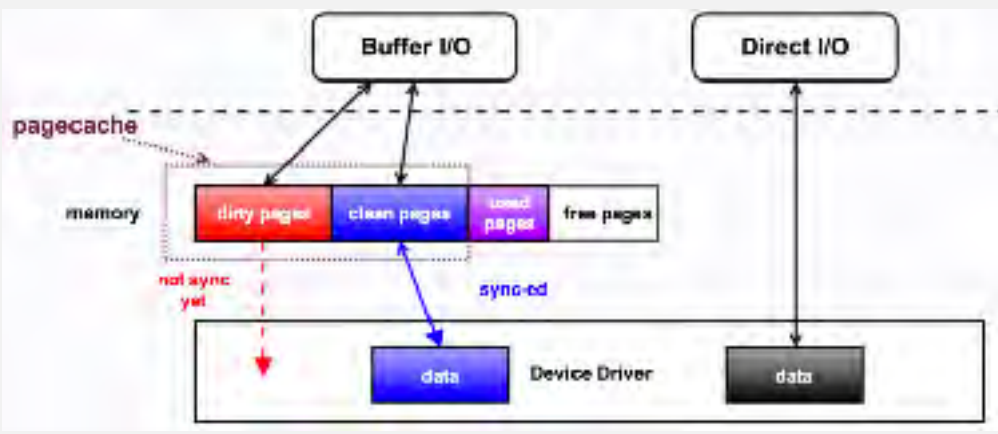 Buffer I/O
Direct I/O
pagecache
memory
dirty pages
clean pages
used
pages
free pages
not sync
yet
sync-ed
data
Device Driver
data